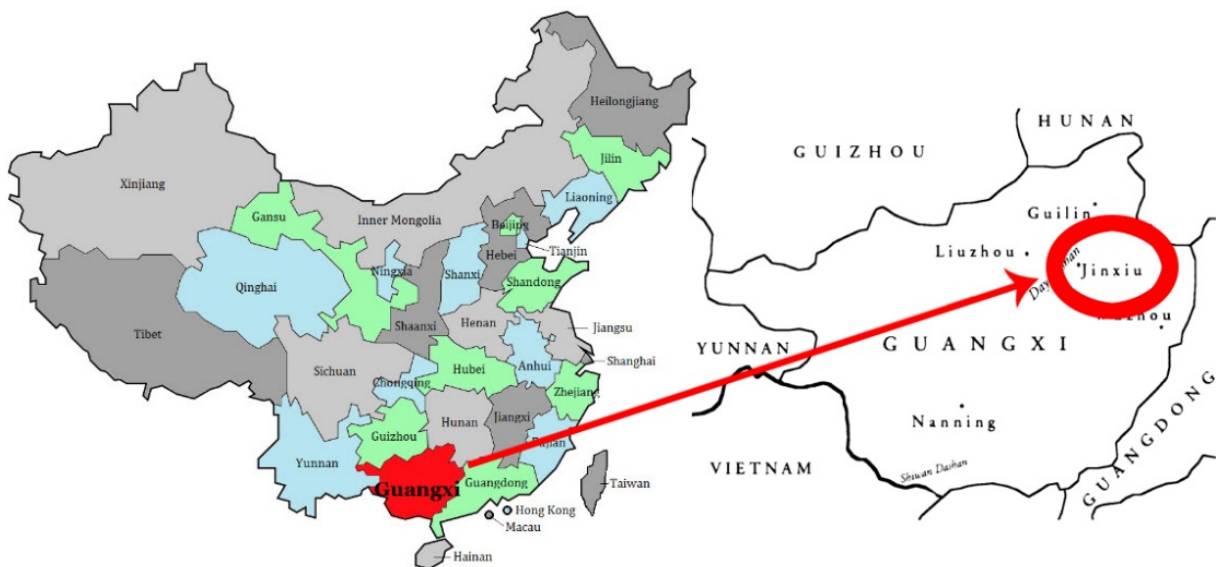 Heilongjiang
Jilin
Xinjiang
Liaoning
Gansu
Inner Mongolia
Beijing
Tianjin
Hebei
Ningxia
Shanxi
Shandong
Qinghai
Tibet
Shaanxi
Henan
Jiangsu
Shanghai
Sichuan
Chongqing
Hubei
Anhui
Zhejiang
Hunan
Jiangxi
Guizhou
Yunnan
Guangxi
Guangdong
Taiwan
Hong Kong
Macau
Hainan
HUNAN
GUIZHOU
Guilin
Liuzhou
Jinxiu
YUNNAN
GUANGXI
Nanning
VIETNAM
Shiwan Dashan
GUANGDONG